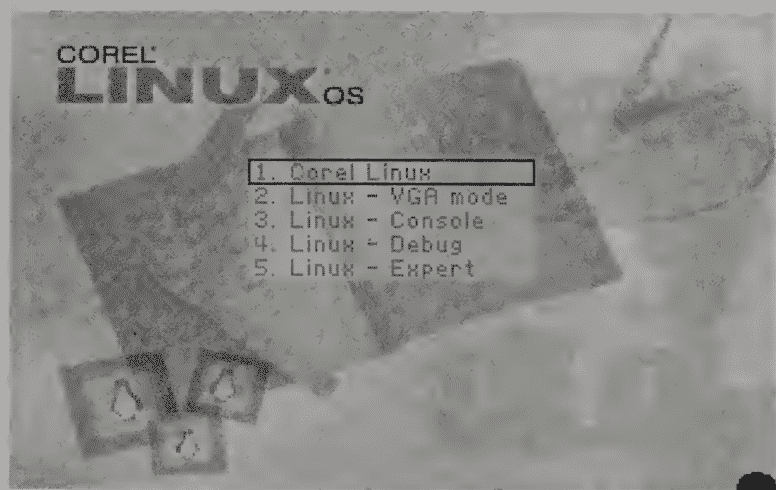 COREL
LINUX OS
1. Corel Linux
2. Linux - VGA mode
3. Linux - Console
4. Linux - Debug
5. Linux - Expert